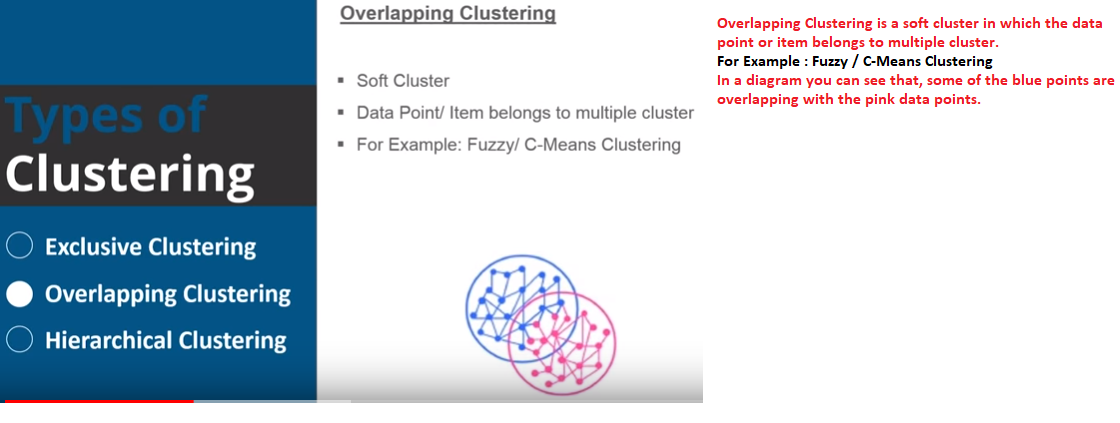 Types of
Clustering
Exclusive Clustering
Overlapping Clustering
Hierarchical Clustering
Overlapping Clustering
▪ Soft Cluster
▪ Data Point/ Item belongs to multiple cluster
▪ For Example: Fuzzy/ C-Means Clustering
Overlapping Clustering is a soft cluster in which the data
point or item belongs to multiple cluster.
For Example : Fuzzy / C-Means Clustering
In a diagram you can see that, some of the blue points are
overlapping with the pink data points.